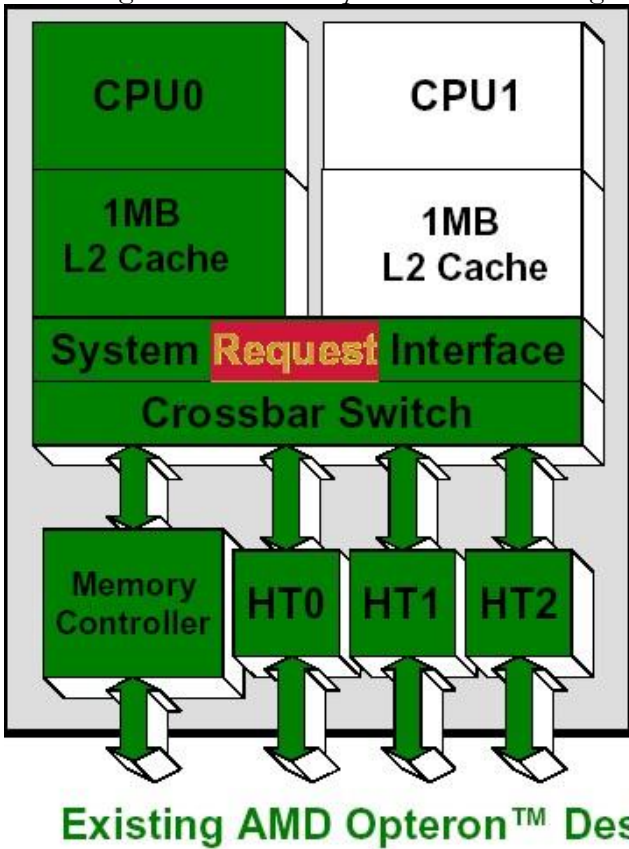 CPU0
CPU1
1MB
L2 Cache
1MB
L2 Cache
System Request Interface
Crossbar Switch
Memory
Controller
HT0
HT1
HT2
Existing AMD Opteron™ Des